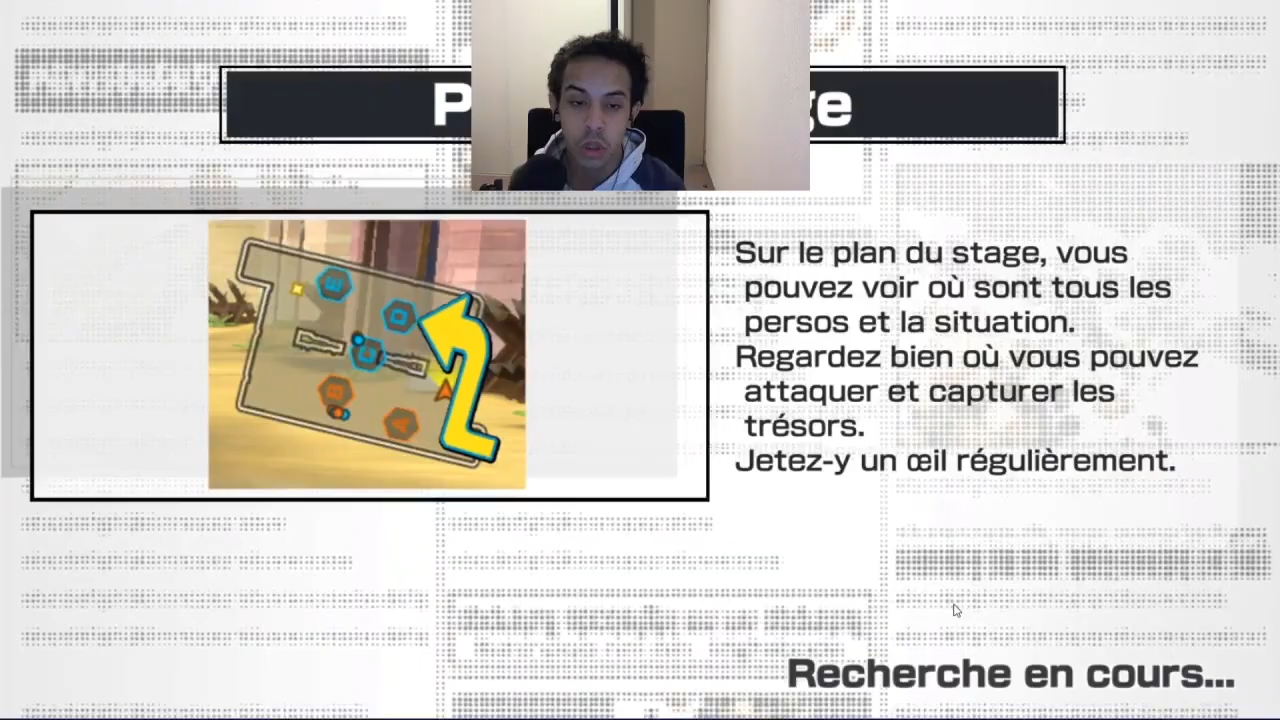 Sur le plan du stage, vous
pouvez voir où sont tous les
persos et la situation.
Regardez bien où vous pouvez
attaquer et capturer les
trésors.
Jetez-y un œil régulièrement.
Recherche en cours...